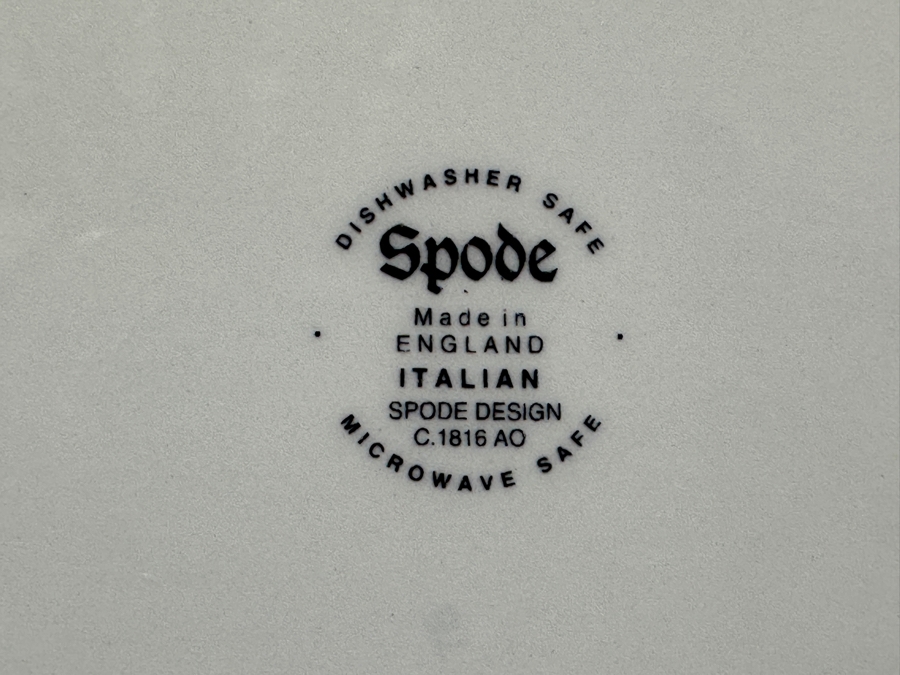 DISHWASHER SAFE
Spode
Made in
ENGLAND
ITALIAN
SPODE DESIGN
C.1816 AO
MICROWAVE SAFE